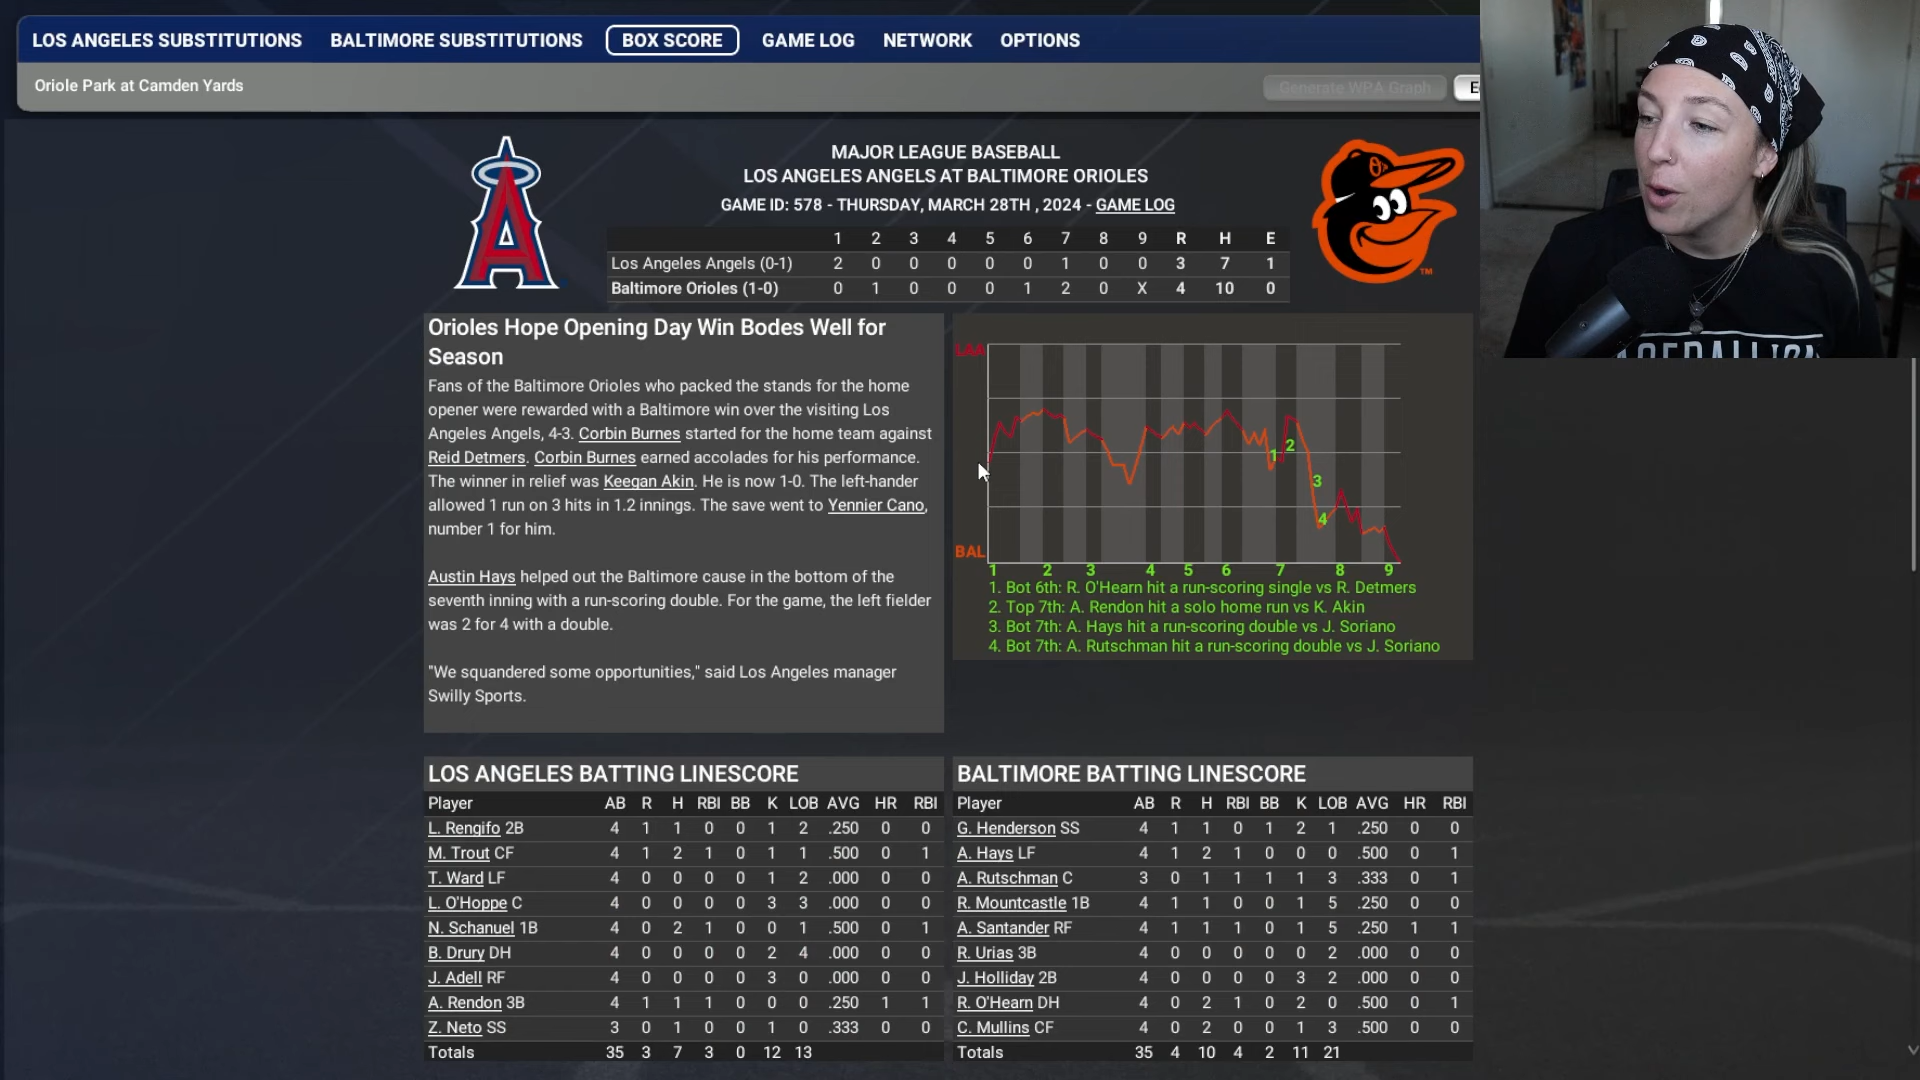 LOS ANGELES SUBSTITUTIONS BALTIMORE SUBSTITUTIONS BOX SCORE GAME LOG NETWORK OPTIONS
Oriole Park at Camden Yards
Generate WPA Graph
E
MAJOR LEAGUE BASEBALL
LOS ANGELES ANGELS AT BALTIMORE ORIOLES
GAME ID: 578 - THURSDAY, MARCH 28TH , 2024 - GAME LOG
1 2 3 4 5 6 7 8 9 R H E
Los Angeles Angels (0-1) 2 0 0 0 0 0 1 0 0 3 7 1
Baltimore Orioles (1-0) 0 1 0 0 0 1 2 0 X 4 10 0
A
TM
Orioles Hope Opening Day Win Bodes Well for
Season
Fans of the Baltimore Orioles who packed the stands for the home
opener were rewarded with a Baltimore win over the visiting Los
Angeles Angels, 4-3. Corbin Burnes started for the home team against
Reid Detmers. Corbin Burnes earned accolades for his performance.
The winner in relief was Keegan Akin. He is now 1-0. The left-hander
allowed 1 run on 3 hits in 1.2 innings. The save went to Yennier Cano,
number 1 for him.
Austin Hays helped out the Baltimore cause in the bottom of the
seventh inning with a run-scoring double. For the game, the left fielder
was 2 for 4 with a double.
"We squandered some opportunities," said Los Angeles manager
Swilly Sports.
LAA
1
2
3
4
BAL
1 2 3 4 5 6 7 8 9
1. Bot 6th: R. O'Hearn hit a run-scoring single vs R. Detmers
2. Top 7th: A. Rendon hit a solo home run vs K. Akin
3. Bot 7th: A. Hays hit a run-scoring double vs J. Soriano
4. Bot 7th: A. Rutschman hit a run-scoring double vs J. Soriano
LOS ANGELES BATTING LINESCORE
Player AB R H RBI BB K LOB AVG HR RBI
L. Rengifo 2B 4 1 1 0 0 1 2 .250 0 0
M. Trout CF 4 1 2 1 0 1 1 .500 0 1
T. Ward LF 4 0 0 0 0 1 2 .000 0 0
L. O'Hoppe C 4 0 0 0 0 3 3 .000 0 0
N. Schanuel 1B 4 0 2 1 0 0 1 .500 0 1
B. Drury DH 4 0 0 0 0 2 4 .000 0 0
J. Adell RF 4 0 0 0 0 3 0 .000 0 0
A. Rendon 3B 4 1 1 1 0 0 0 .250 1 1
Z. Neto SS 3 0 1 0 0 1 0 .333 0 0
Totals 35 3 7 3 0 12 13
BALTIMORE BATTING LINESCORE
Player AB R H RBI BB K LOB AVG HR RBI
G. Henderson SS 4 1 1 0 1 2 1 .250 0 0
A. Hays LF 4 1 2 1 0 0 0 .500 0 1
A. Rutschman C 3 0 1 1 1 1 3 .333 0 1
R. Mountcastle 1B 4 1 1 0 0 1 5 .250 0 0
A. Santander RF 4 1 1 1 0 1 5 .250 1 1
R. Urias 3B 4 0 0 0 0 0 2 .000 0 0
J. Holliday 2B 4 0 0 0 0 3 2 .000 0 0
R. O'Hearn DH 4 0 2 1 0 2 0 .500 0 1
C. Mullins CF 4 0 2 0 0 1 3 .500 0 0
Totals 35 4 10 4 2 11 21